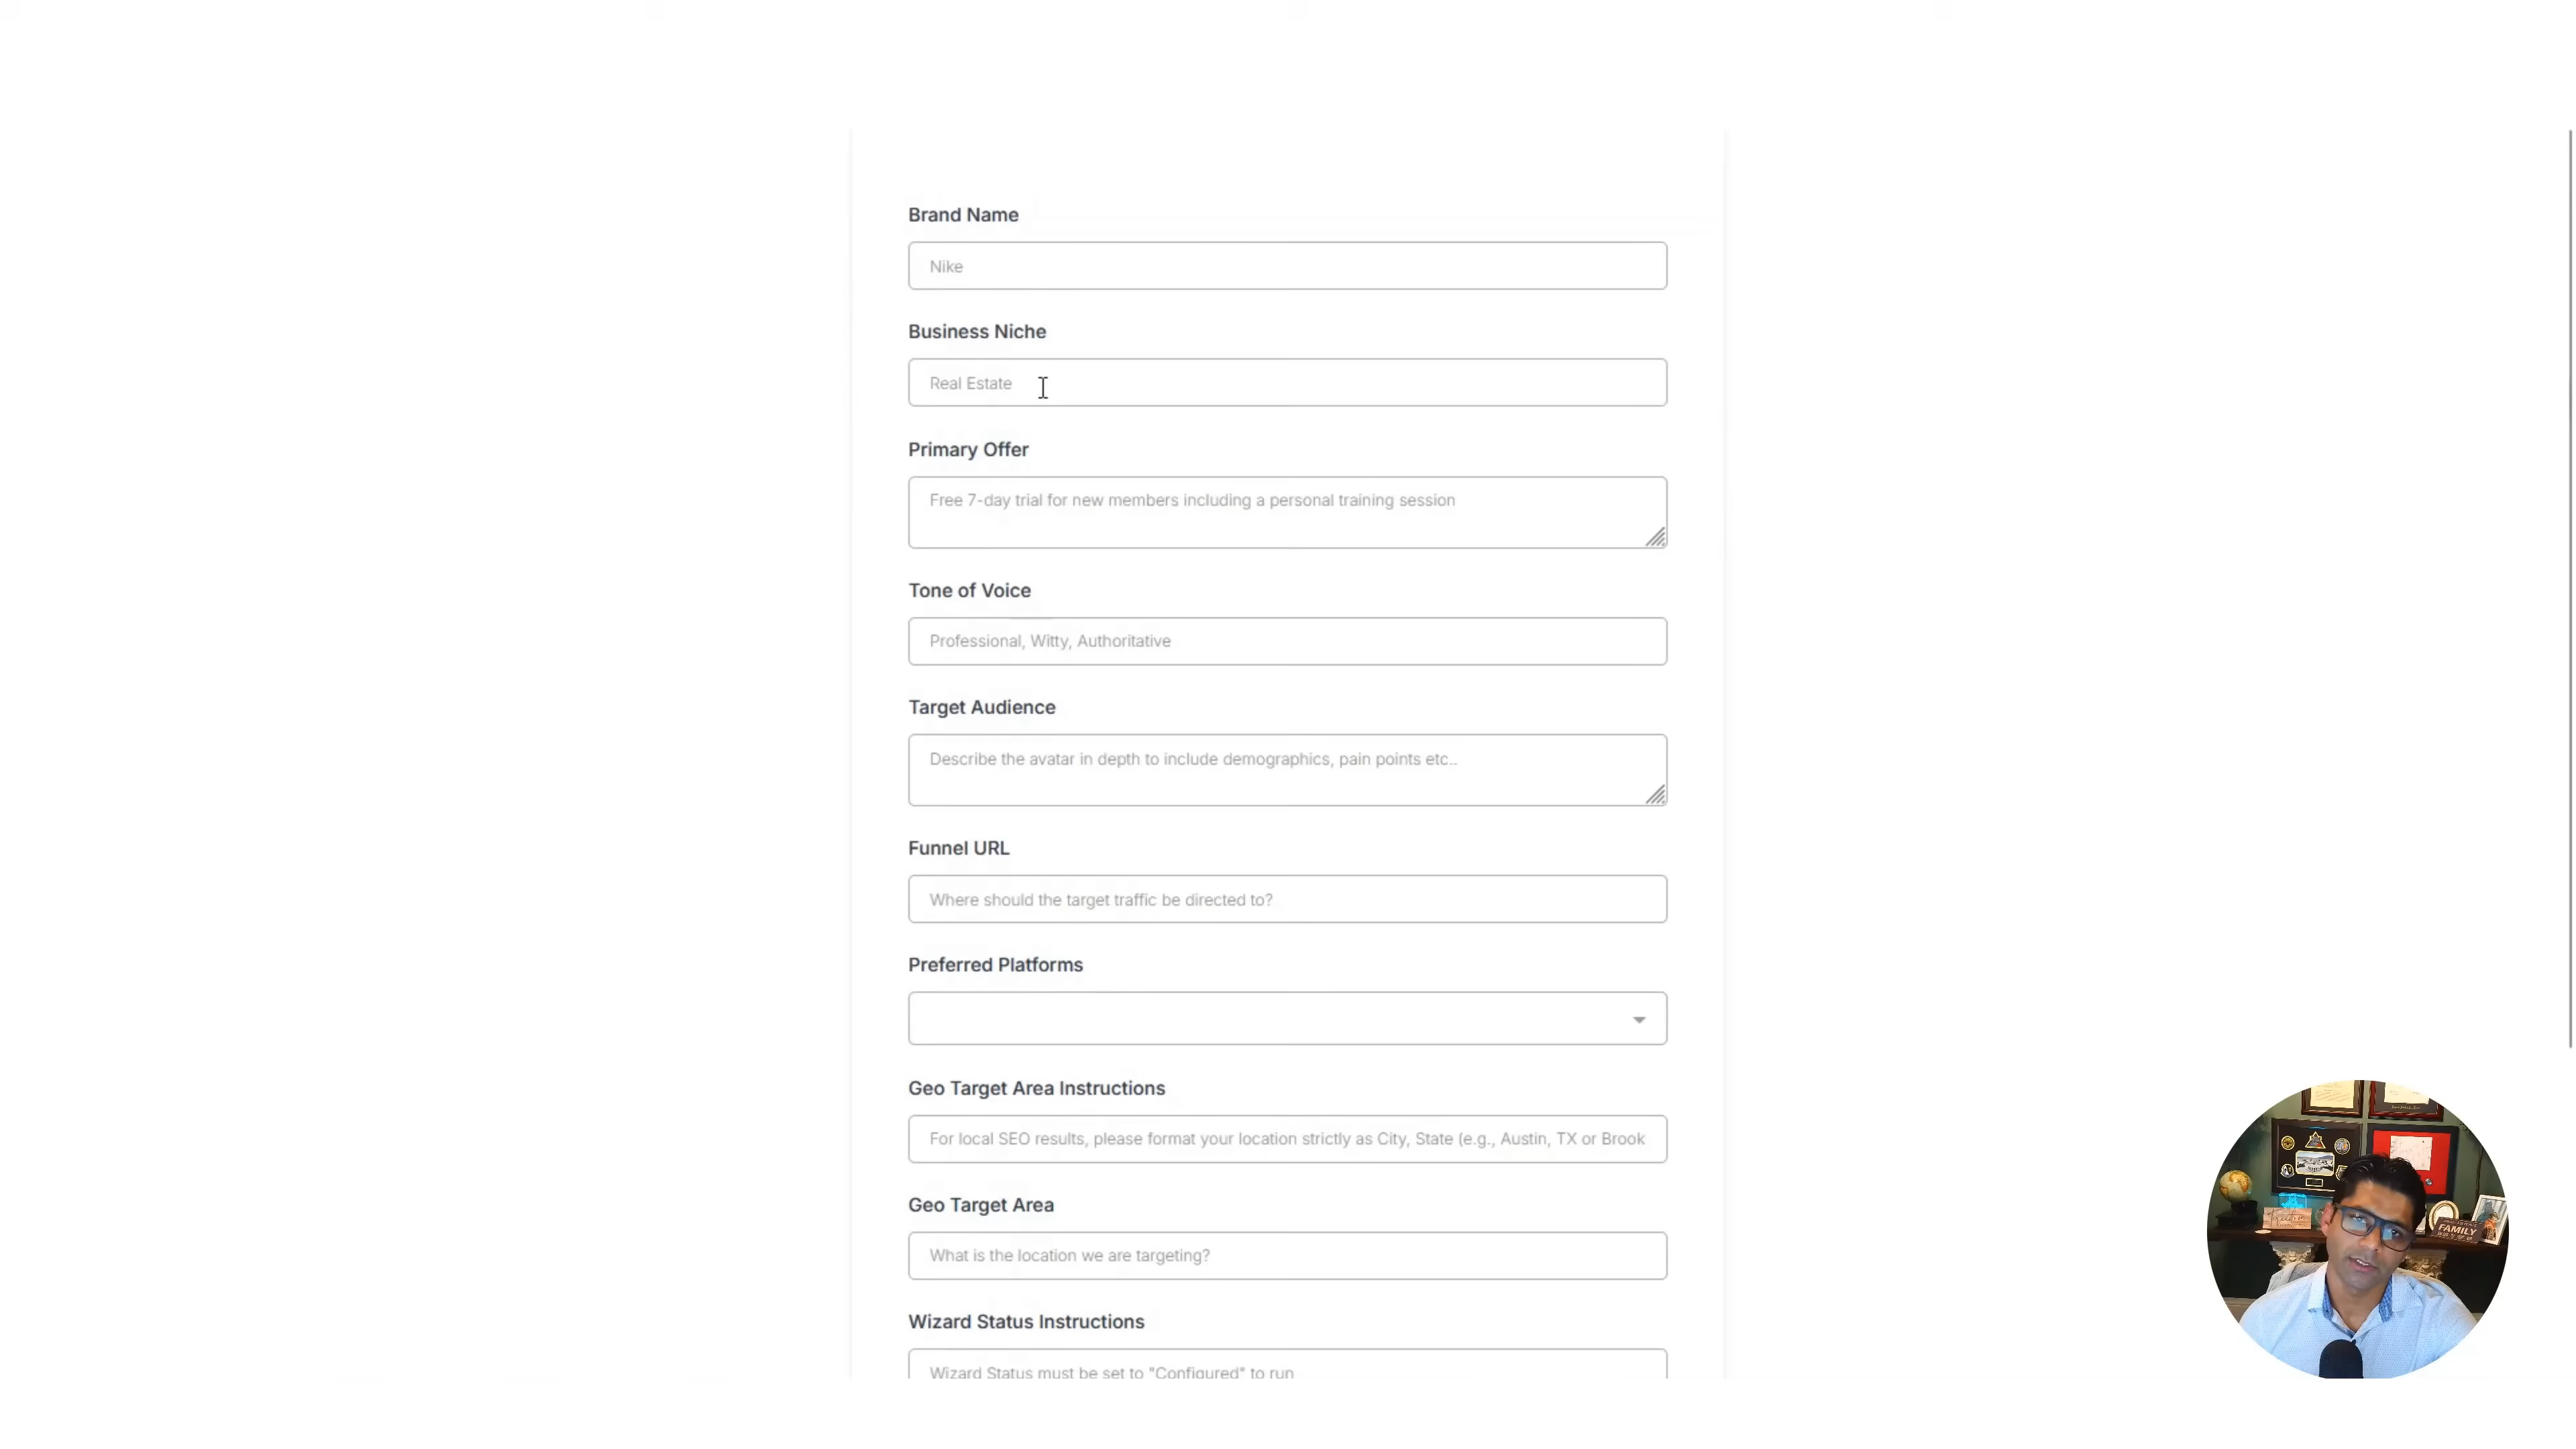 Brand Name
Nike
Business Niche
Real Estate
Primary Offer
Free 7-day trial for new members including a personal training session
Tone of Voice
Professional, Witty, Authoritative
Target Audience
Describe the avatar in depth to include demographics, pain points etc..
Funnel URL
Where should the target traffic be directed to?
Preferred Platforms
Geo Target Area Instructions
For local SEO results, please format your location strictly as City, State (e.g., Austin, TX or Brook
Geo Target Area
What is the location we are targeting?
Wizard Status Instructions
Wizard Status must be set to "Configured" to run
FAMILY